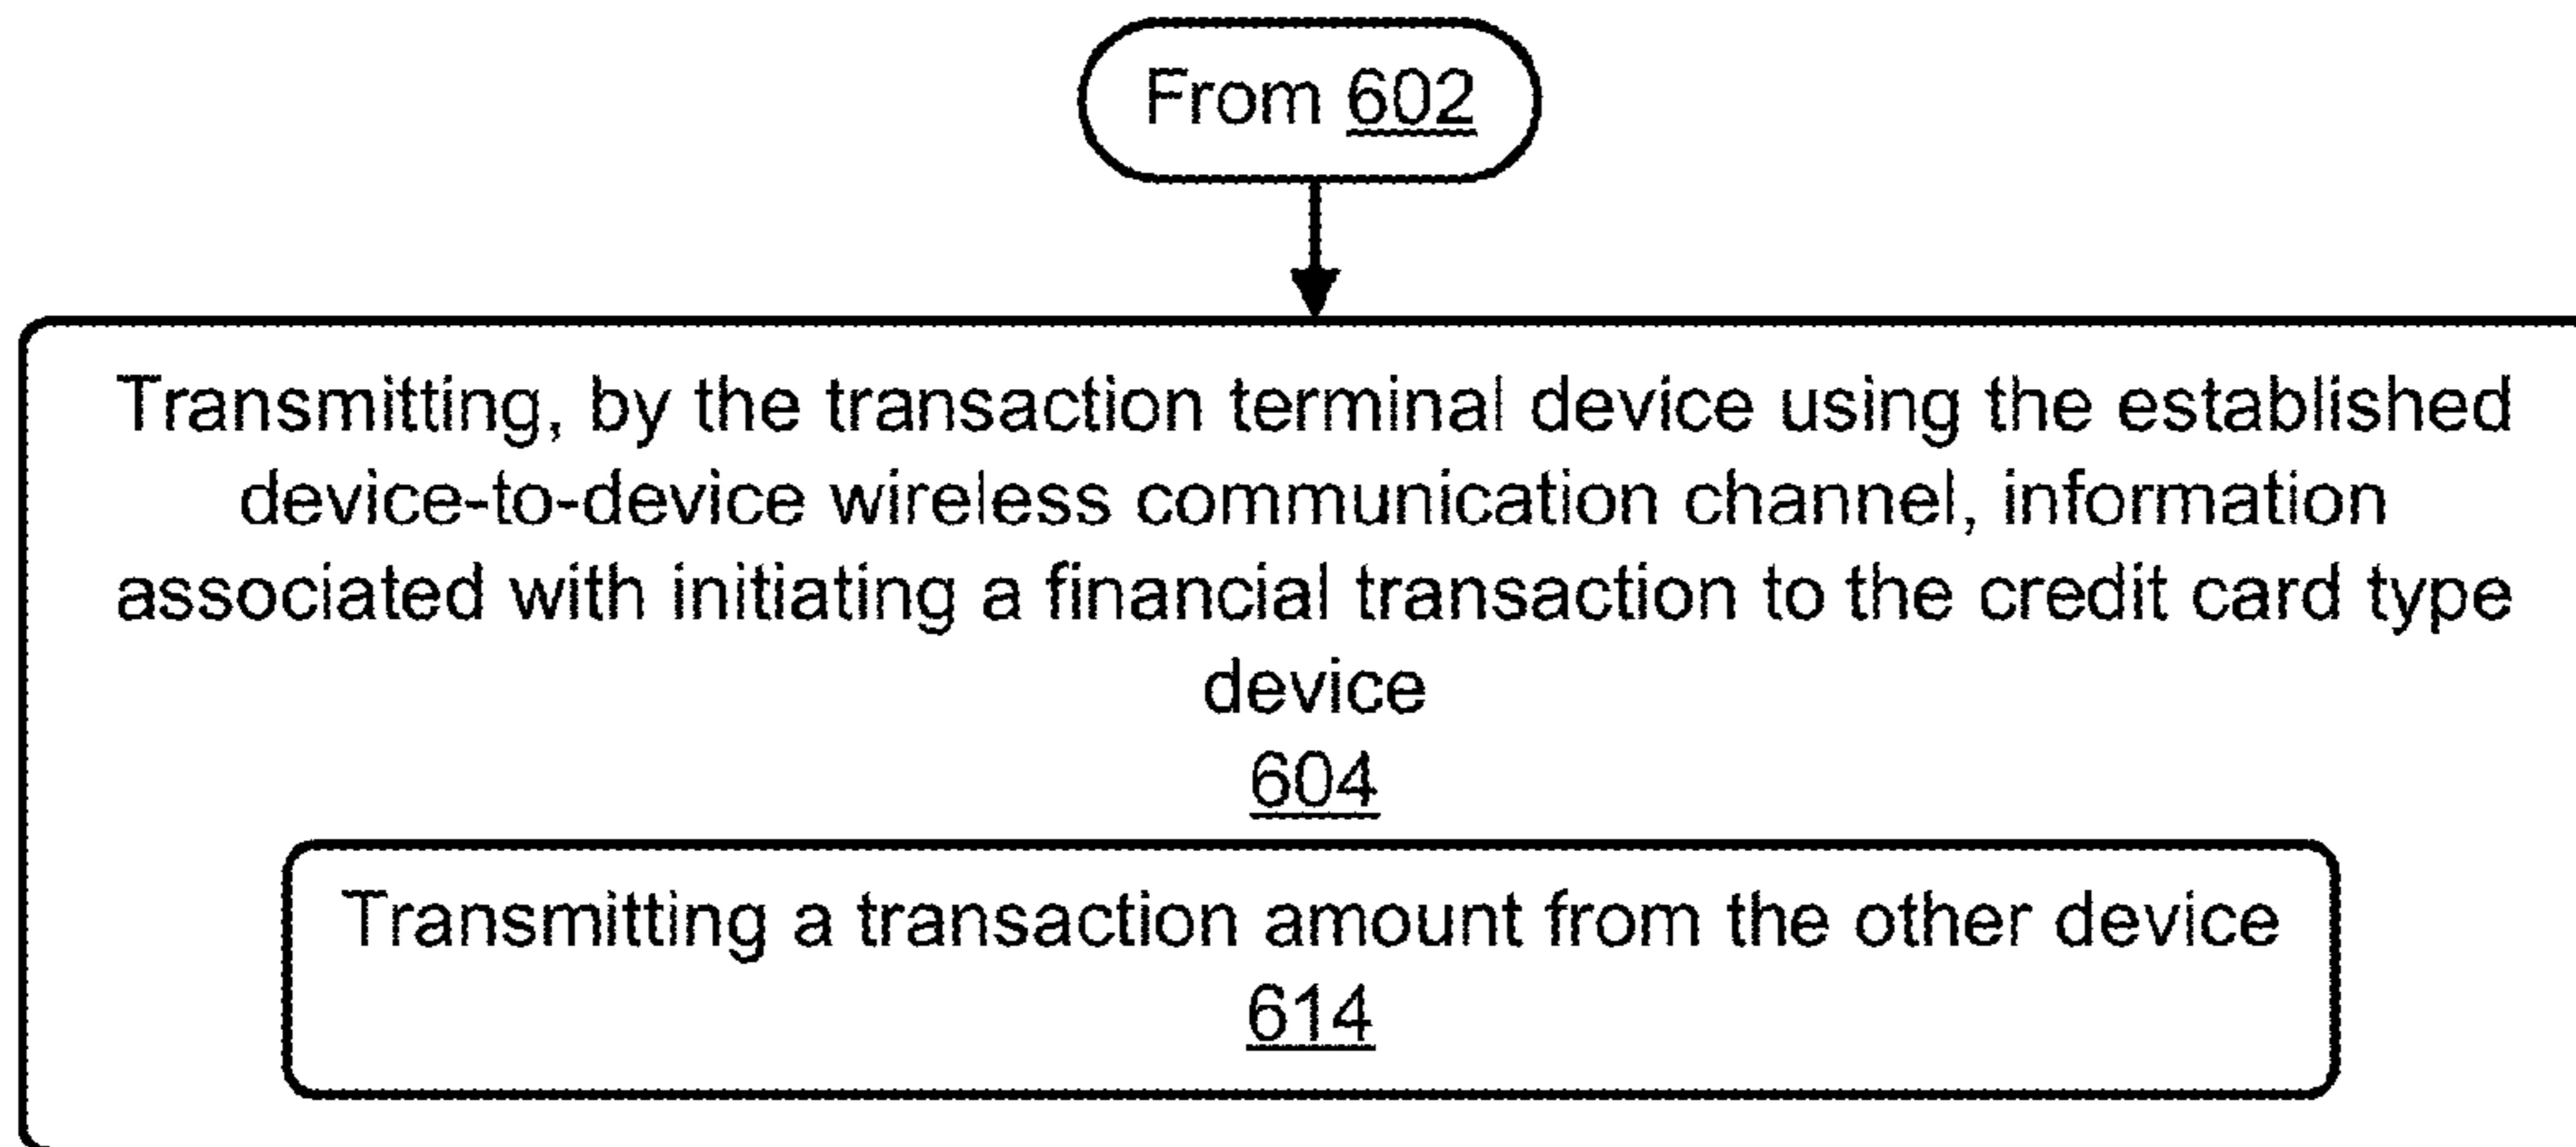 From 602
Transmitting, by the transaction terminal device using the established
device-to-device wireless communication channel, information
associated with initiating a financial transaction to the credit card type
device
604
Transmitting a transaction amount from the other device
614